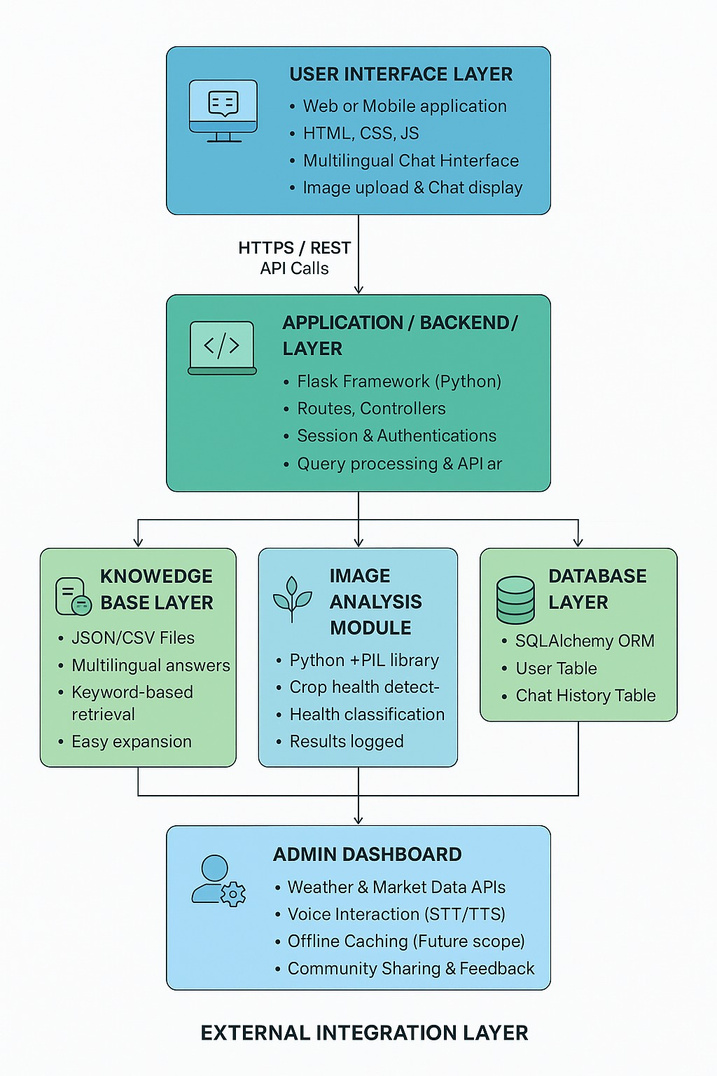 USER INTERFACE LAYER
• Web or Mobile application
• HTML, CSS, JS
• Multilingual Chat Hnterface
• Image upload & Chat display
HTTPS / REST
API Calls
APPLICATION / BACKEND/
LAYER
</>
• Flask Framework (Python)
• Routes, Controllers
• Session & Authentications
• Query processing & API ar
KNOWEDGE
BASE LAYER
• JSON/CSV Files
• Multilingual answers
• Keyword-based
retrieval
• Easy expansion
IMAGE
ANALYSIS
MODULE
• Python +PIL library
• Crop health detect-
• Health classification
• Results logged
DATABASE
LAYER
• SQLAlchemy ORM
• User Table
• Chat History Table
ADMIN DASHBOARD
• Weather & Market Data APIs
• Voice Interaction (STT/TTS)
• Offline Caching (Future scope)
• Community Sharing & Feedback
EXTERNAL INTEGRATION LAYER